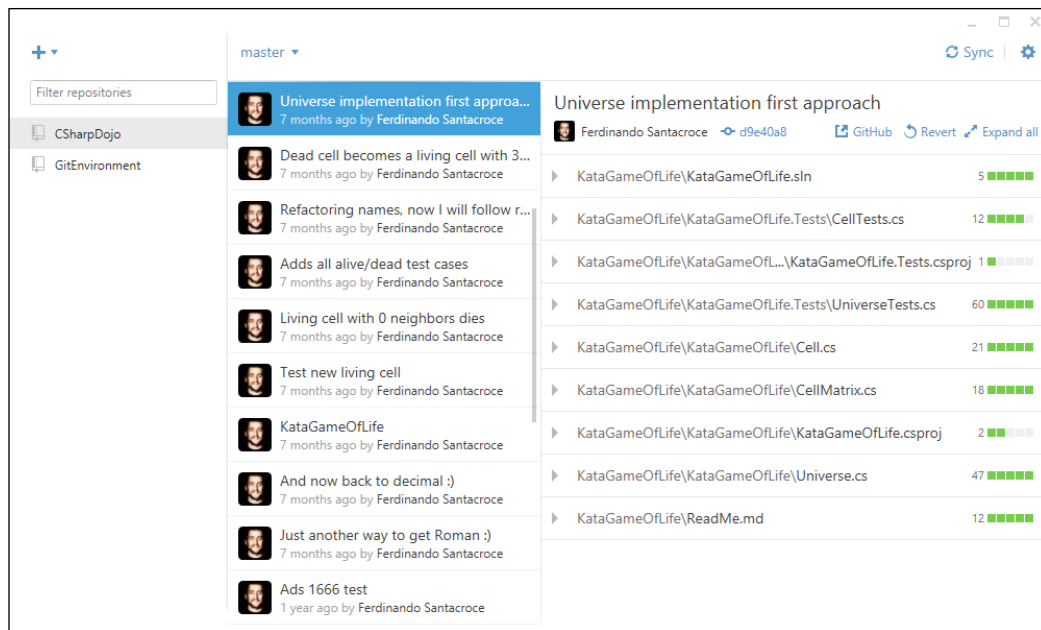 master
Sync
Filter repositories
CSharpDojo
GitEnvironment
Universe implementation first approa...
7 months ago by Ferdinando Santacroce
Dead cell becomes a living cell with 3...
7 months ago by Ferdinando Santacroce
Refactoring names, now I will follow r...
7 months ago by Ferdinando Santacroce
Adds all alive/dead test cases
7 months ago by Ferdinando Santacroce
Living cell with 0 neighbors dies
7 months ago by Ferdinando Santacroce
Test new living cell
7 months ago by Ferdinando Santacroce
KataGameOfLife
7 months ago by Ferdinando Santacroce
And now back to decimal :)
7 months ago by Ferdinando Santacroce
Just another way to get Roman :)
7 months ago by Ferdinando Santacroce
Ads 1666 test
1 year ago by Ferdinando Santacroce
Universe implementation first approach
Ferdinando Santacroce d9e40a8 GitHub Revert Expand all
KataGameOfLife\KataGameOfLife.sln 5
KataGameOfLife\KataGameOfLife.Tests\CellTests.cs 12
KataGameOfLife\KataGameOfL...\KataGameOfLife.Tests.csproj 1
KataGameOfLife\KataGameOfLife.Tests\UniverseTests.cs 60
KataGameOfLife\KataGameOfLife\Cell.cs 21
KataGameOfLife\KataGameOfLife\CellMatrix.cs 18
KataGameOfLife\KataGameOfLife\KataGameOfLife.csproj 2
KataGameOfLife\KataGameOfLife\Universe.cs 47
KataGameOfLife\ReadMe.md 12